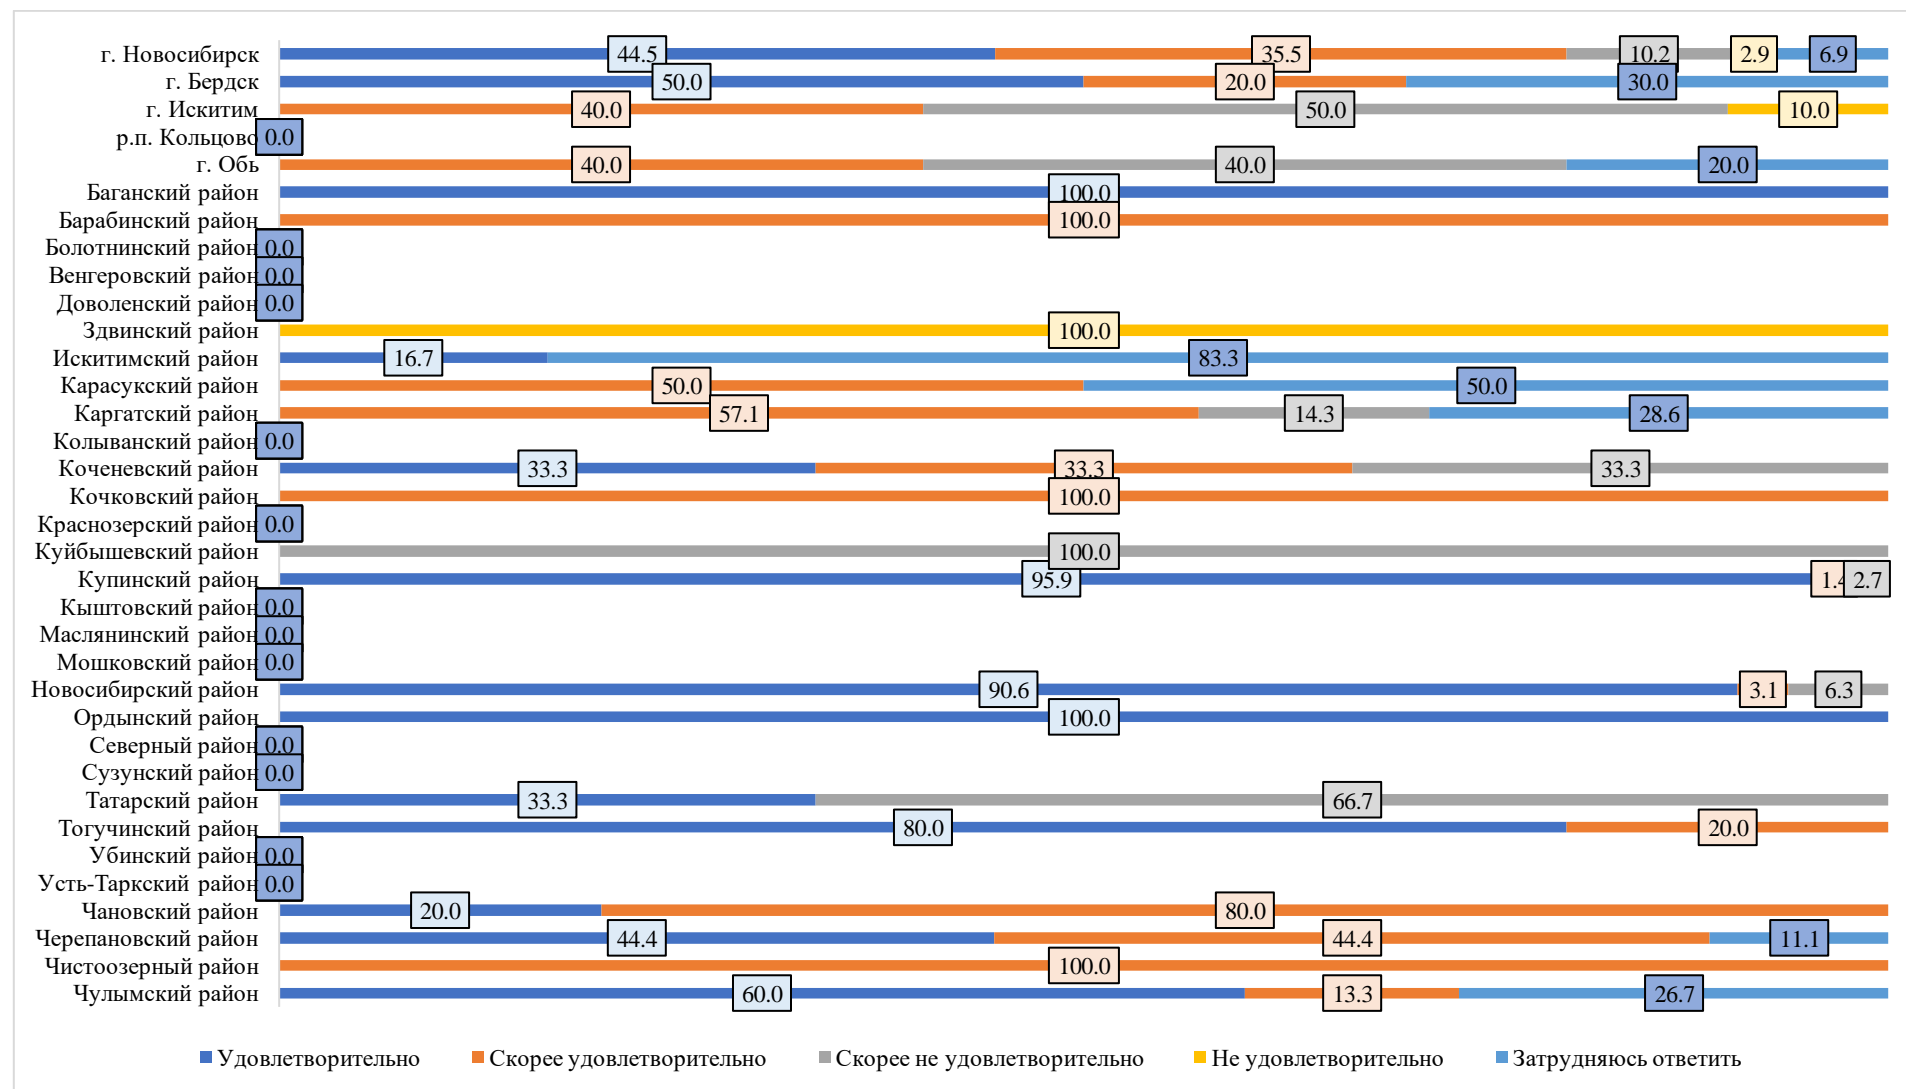 г. Новосибирск 44.5 35.5 10.2 2.9 6.9
г. Бердск 50.0 20.0 30.0
г. Искитим 40.0 50.0 10.0
р.п. Кольцово 0.0
г. Обь 40.0 40.0 20.0
Баганский район 100.0
Барабинский район 100.0
Болотнинский район 0.0
Венгеровский район 0.0
Доволенский район 0.0
Здвинский район 100.0
Искитимский район 16.7 83.3
Карасукский район 50.0 50.0
Каргатский район 57.1 14.3 28.6
Колыванский район 0.0
Коченевский район 33.3 33.3 33.3
Кочковский район 100.0
Краснозерский район 0.0
Куйбышевский район 100.0
Купинский район 95.9 1.4 2.7
Кыштовский район 0.0
Маслянинский район 0.0
Мошковский район 0.0
Новосибирский район 90.6 3.1 6.3
Ордынский район 100.0
Северный район 0.0
Сузунский район 0.0
Татарский район 33.3 66.7
Тогучинский район 80.0 20.0
Убинский район 0.0
Усть-Таркский район 0.0
Чановский район 20.0 80.0
Черепановский район 44.4 44.4 11.1
Чистоозерный район 100.0
Чулымский район 60.0 13.3 26.7
Удовлетворительно Скорее удовлетворительно Скорее не удовлетворительно Не удовлетворительно Затрудняюсь ответить